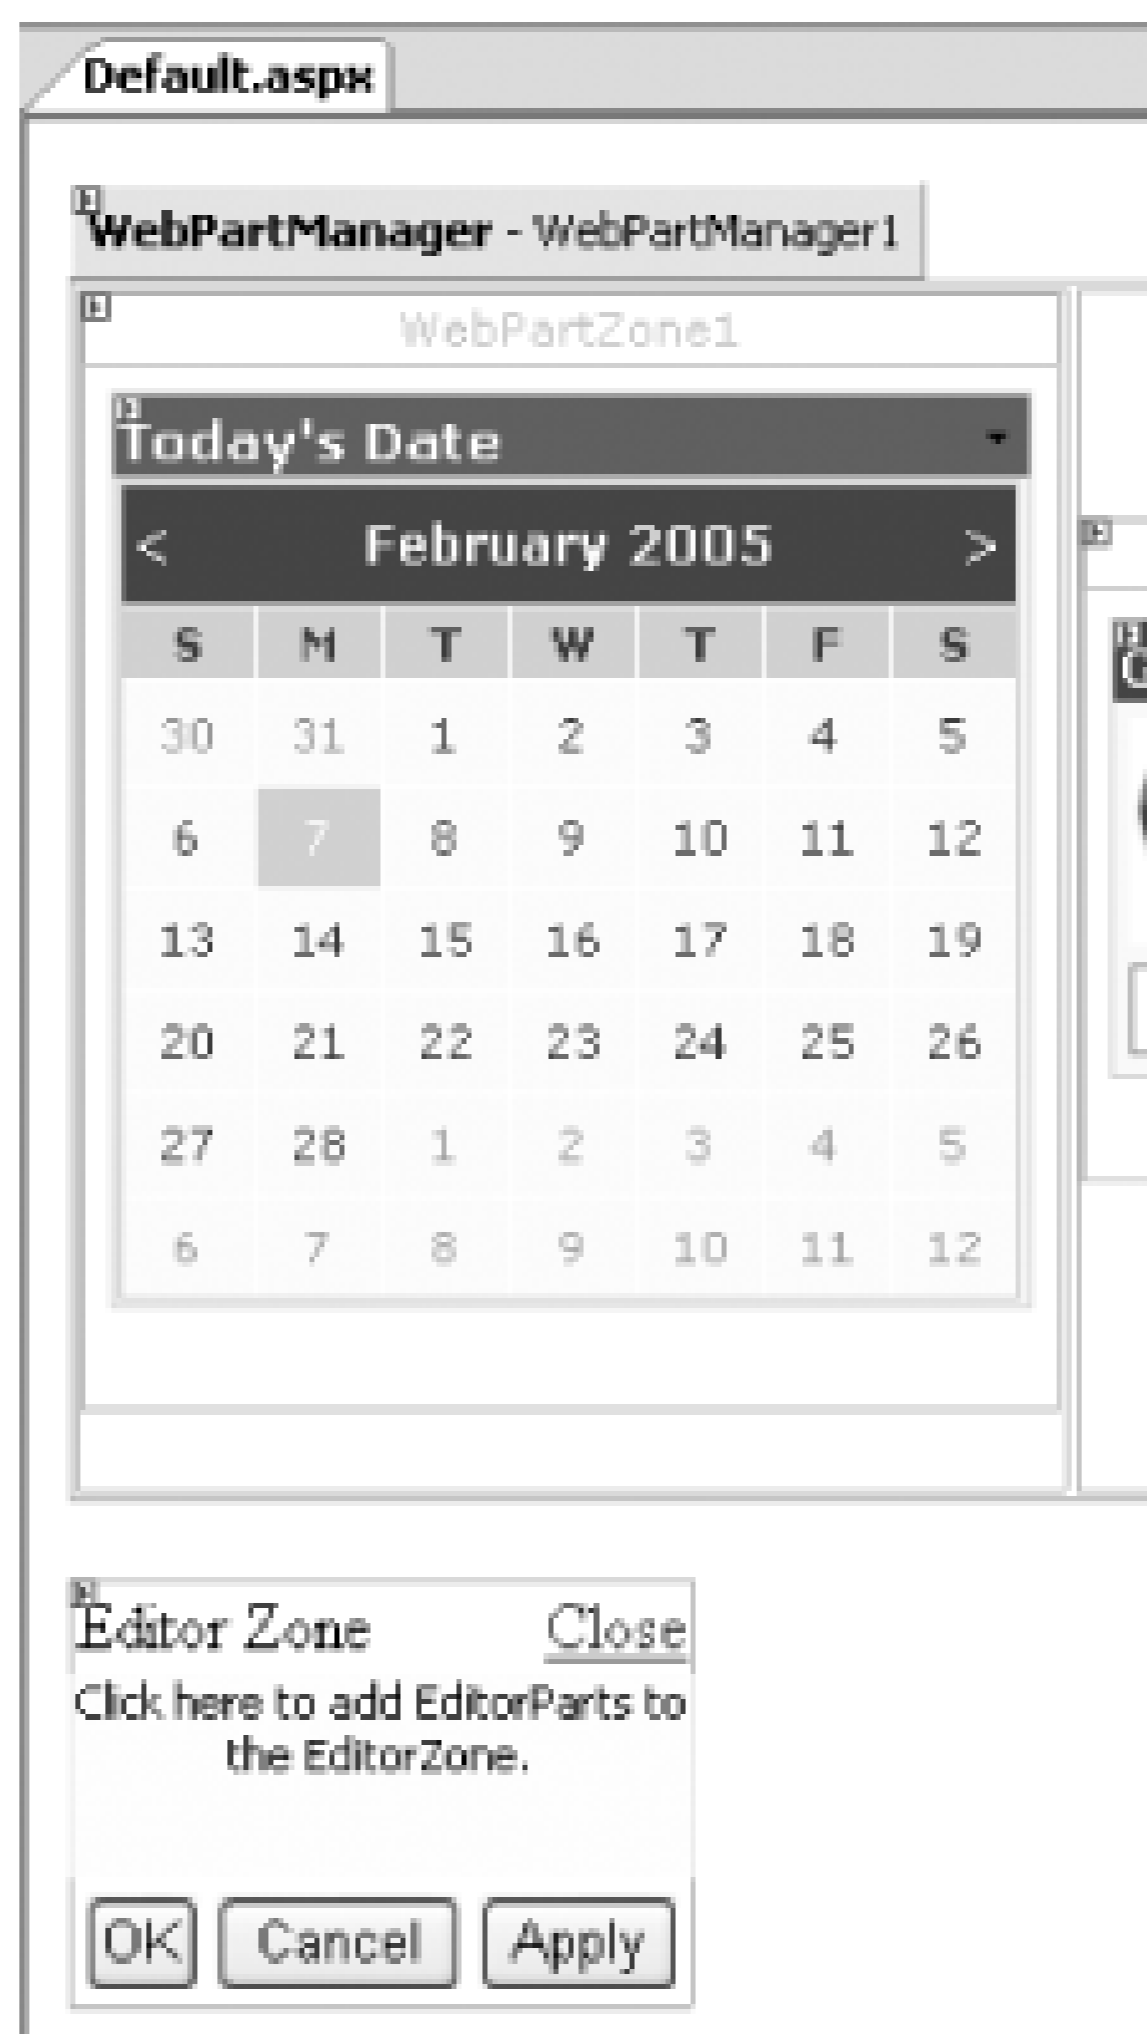 Default.aspx
WebPartManager - WebPartManager1
WebPartZone1
Today's Date
< February 2005 >
S M T W T F S
30 31 1 2 3 4 5
6 7 8 9 10 11 12
13 14 15 16 17 18 19
20 21 22 23 24 25 26
27 28 1 2 3 4 5
6 7 8 9 10 11 12
Editor Zone Close
Click here to add EditorParts to
the EditorZone.
OK Cancel Apply